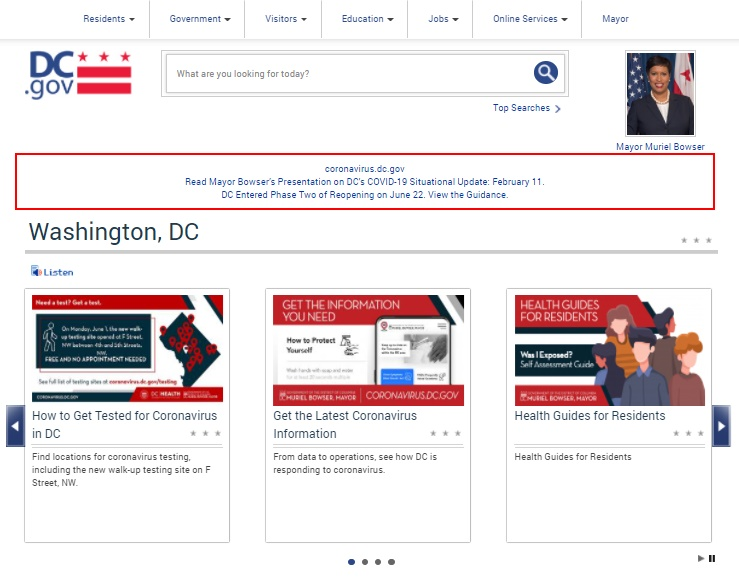 Residents
Government
Visitors
Education
Jobs
Online Services
Mayor
DC
.gov
What are you looking for today?
Top Searches
Mayor Muriel Bowser
coronavirus.dc.gov
Read Mayor Bowser's Presentation on DC's COVID-19 Situational Update: February 11.
DC Entered Phase Two of Reopening on June 22. View the Guidance.
Washington, DC
Listen
Need a test? Get a test.
On Monday, June 1, the new walk-
up testing site opened at F Street,
NW between 4th and 5th Streets,
NW.
FREE AND NO APPOINTMENT NEEDED
See full list of testing sites at coronavirus.dc.gov/testing
CORONAVIRUS.DC.GOV
DC HEALTH
MURIEL BOWSER, MAYOR
How to Get Tested for Coronavirus
in DC
Find locations for coronavirus testing,
including the new walk-up testing site on F
Street, NW.
GET THE INFORMATION
YOU NEED
How to Protect
Yourself
MURIEL BOWSER, MAYOR
CORONAVIRUS.DC.GOV
Get the Latest Coronavirus
Information
From data to operations, see how DC is
responding to coronavirus.
HEALTH GUIDES
FOR RESIDENTS
Was I Exposed?
Self Assessment Guide
MURIEL BOWSER, MAYOR
Health Guides for Residents
Health Guides for Residents